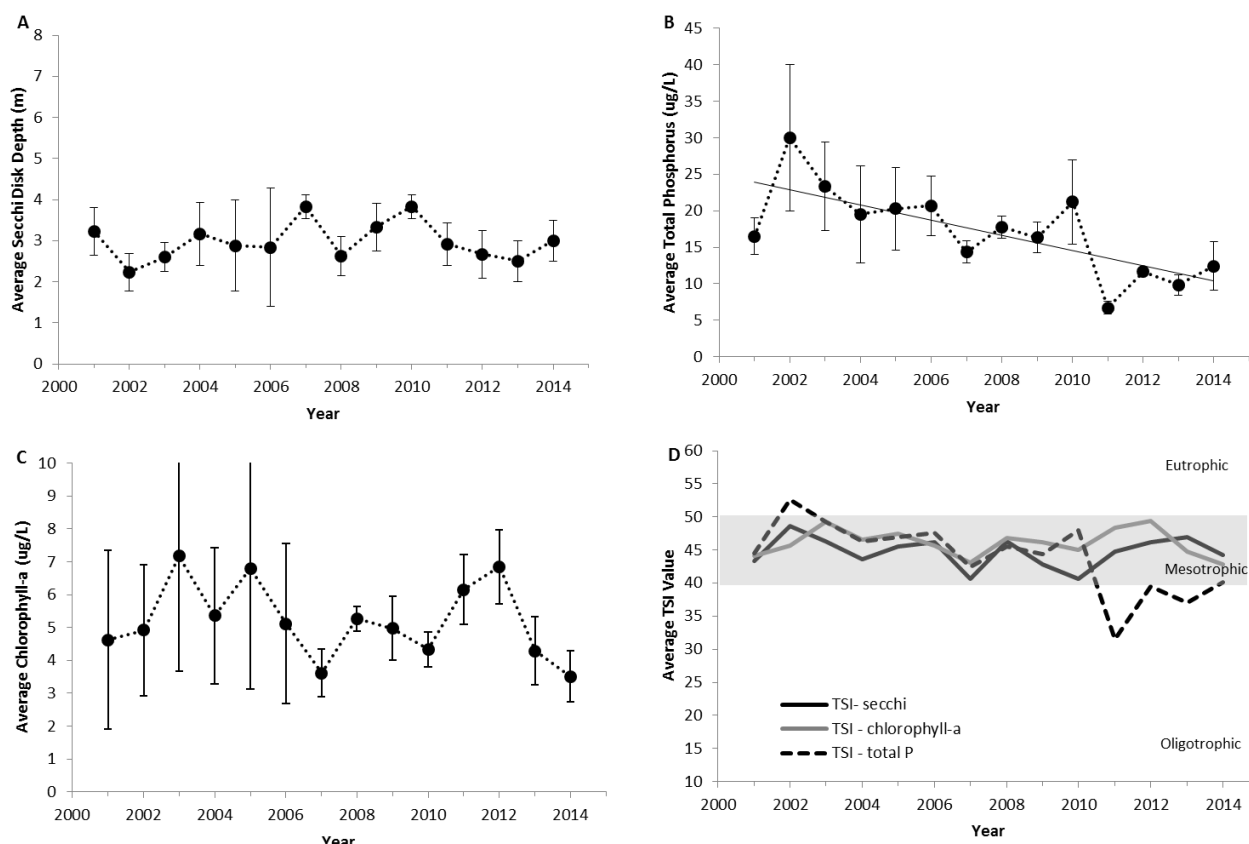 A
Average Secchi Disk Depth (m)
8
7
6
5
4
3
2
1
0
2000 2002 2004 2006 2008 2010 2012 2014
Year
B
Average Total Phosphorus (ug/L)
45
40
35
30
25
20
15
10
5
0
2000 2002 2004 2006 2008 2010 2012 2014
Year
C
Average Chlorophyll-a (ug/L)
10
9
8
7
6
5
4
3
2
1
0
2000 2002 2004 2006 2008 2010 2012 2014
Year
D
Average TSI Value
60
55
50
45
40
35
30
25
20
15
10
Eutrophic
Mesotrophic
Oligotrophic
TSI- secchi
TSI - chlorophyll-a
TSI - total P
2000 2002 2004 2006 2008 2010 2012 2014
Year